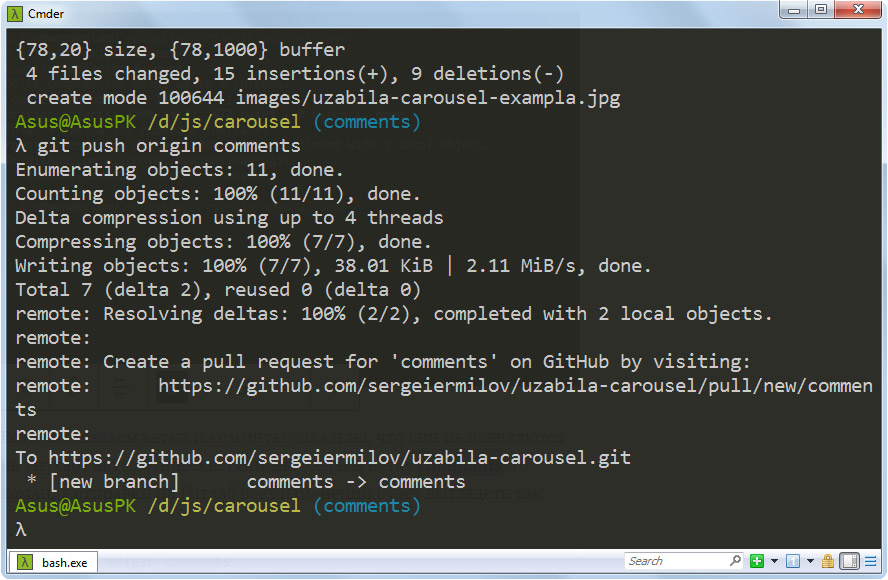 Cmder
{78,20} size, {78,1000} buffer
 4 files changed, 15 insertions(+), 9 deletions(-)
 create mode 100644 images/uzabila-carousel-exampla.jpg
Asus@AsusPK /d/js/carousel (comments)
λ git push origin comments
Enumerating objects: 11, done.
Counting objects: 100% (11/11), done.
Delta compression using up to 4 threads
Compressing objects: 100% (7/7), done.
Writing objects: 100% (7/7), 38.01 KiB | 2.11 MiB/s, done.
Total 7 (delta 2), reused 0 (delta 0)
remote: Resolving deltas: 100% (2/2), completed with 2 local objects.
remote:
remote: Create a pull request for 'comments' on GitHub by visiting:
remote:      https://github.com/sergeiermilov/uzabila-carousel/pull/new/commen
ts
remote:
To https://github.com/sergeiermilov/uzabila-carousel.git
 * [new branch]      comments -> comments
Asus@AsusPK /d/js/carousel (comments)
λ
λ bash.exe
Search